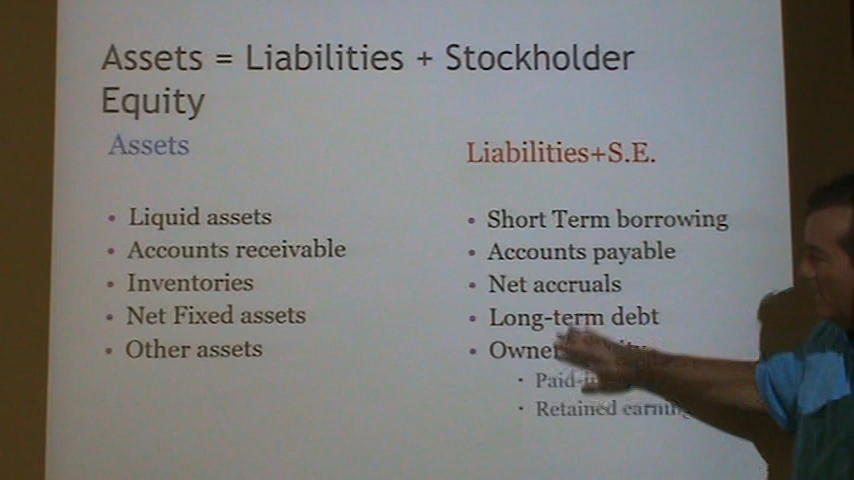 Assets = Liabilities + Stockholder
Equity
Assets
Liabilities+S.E.
• Liquid assets
• Accounts receivable
• Inventories
• Net Fixed assets
• Other assets
• Short Term borrowing
• Accounts payable
• Net accruals
• Long-term debt
•
•
• Retained